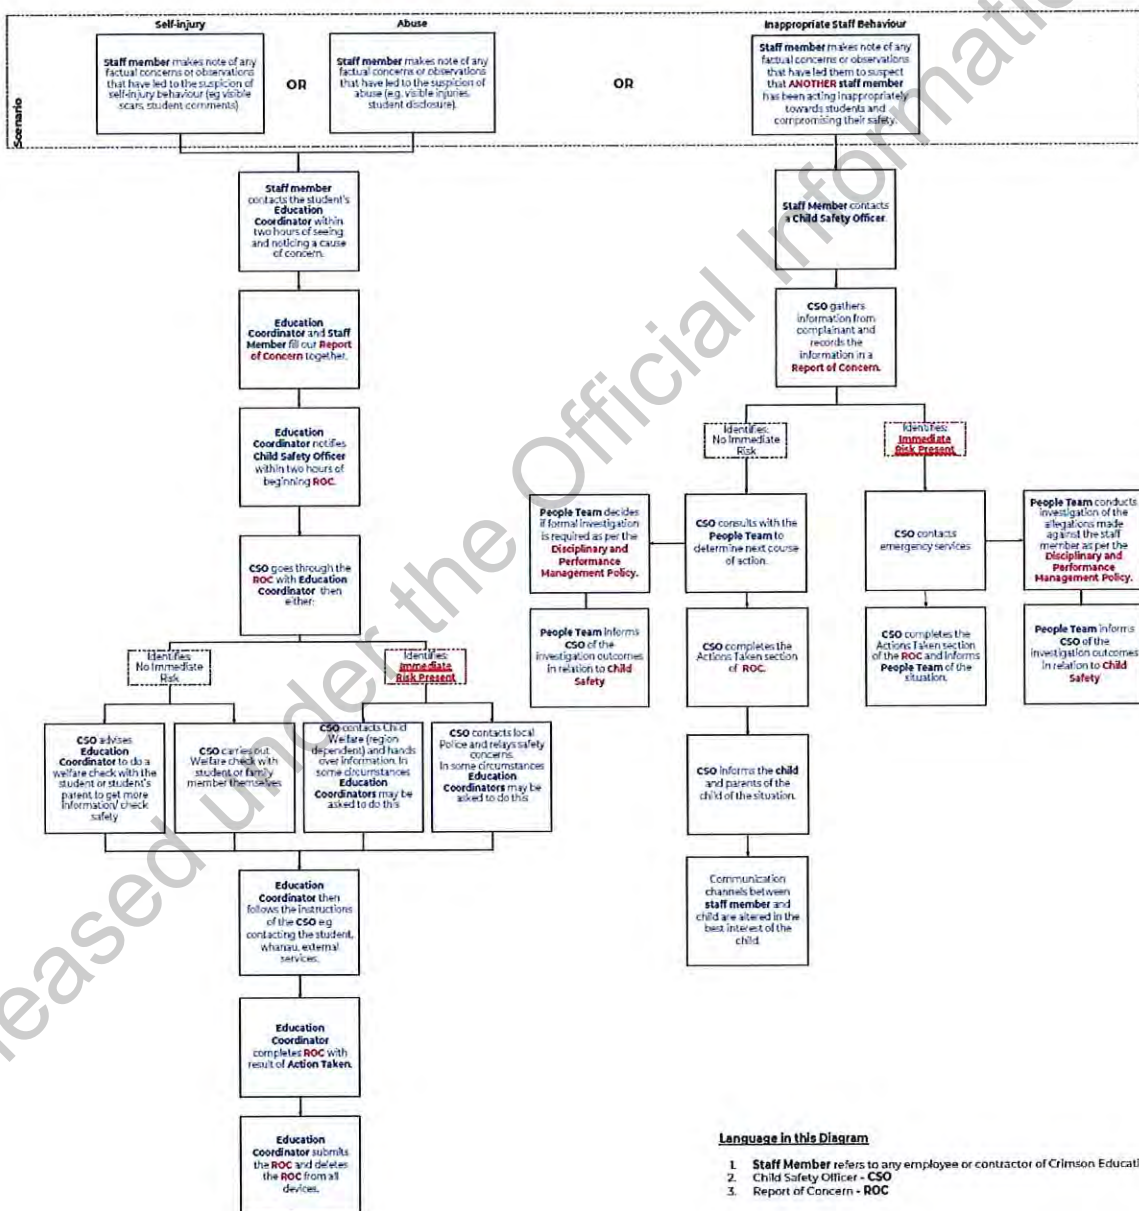 Self-injury
Abuse
Inappropriate Staff Behaviour
Scenario
Staff member makes note of any
factual concerns or observations
that have led to the suspicion of
self-injury behaviour (eg visible
scars, student comments)
OR
Staff member makes note of any
factual concerns or observations
that have led to the suspicion of
abuse (e.g. visible injuries,
student disclosure).
OR
Staff member makes note of any
factual concerns or observations
that have led them to suspect
that ANOTHER staff member
has been acting inappropriately
towards students and
compromising their safety.
Staff member
contacts the student's
Education
Coordinator within
two hours of seeing
and noticing a cause
of concern.
Education
Coordinator and Staff
Member fill our Report
of Concern together.
Education
Coordinator notifies
Child Safety Officer
within two hours of
beginning ROC.
CSO goes through the
ROC with Education
Coordinator then
either:
Identifies:
No Immediate
Risk
Identifies:
Immediate
Risk Present
CSO advises
Education
Coordinator to do a
welfare check with the
student or student's
parent to get more
information/ check
safety
CSO carries out
Welfare check with
student or family
member themselves
CSO contacts Child
Welfare (region
dependent) and hands
over information. In
some circumstances
Education
Coordinators may be
asked to do this
CSO contacts local
Police and relays safety
concerns.
In some circumstances
Education
Coordinators may be
asked to do this
Education
Coordinator then
follows the instructions
of the CSO e.g
contacting the student,
whanau, external
services.
Education
Coordinator
completes ROC with
result of Action Taken.
Education
Coordinator submits
the ROC and deletes
the ROC from all
devices.
Staff Member contacts
a Child Safety Officer.
CSO gathers
information from
complainant and
records the
information in a
Report of Concern.
Identifies:
No Immediate
Risk
Identifies:
Immediate
Risk Present
People Team decides
if formal investigation
is required as per the
Disciplinary and
Performance
Management Policy.
CSO consults with the
People Team to
determine next course
of action.
CSO contacts
emergency services
People Team conducts
investigation of the
allegations made
against the staff
member as per the
Disciplinary and
Performance
Management Policy.
People Team informs
CSO of the
investigation outcomes
in relation to Child
Safety
CSO completes the
Actions Taken section
of ROC.
CSO completes the
Actions Taken section
of the ROC and informs
People Team of the
situation.
People Team informs
CSO of the
investigation outcomes
in relation to Child
Safety
CSO informs the child
and parents of the
child of the situation.
Communication
channels between
staff member and
child are altered in the
best interest of the
child.
Language in this Diagram
1. Staff Member refers to any employee or contractor of Crimson Educati
2. Child Safety Officer - CSO
3. Report of Concern - ROC
eased under the Official Informatio